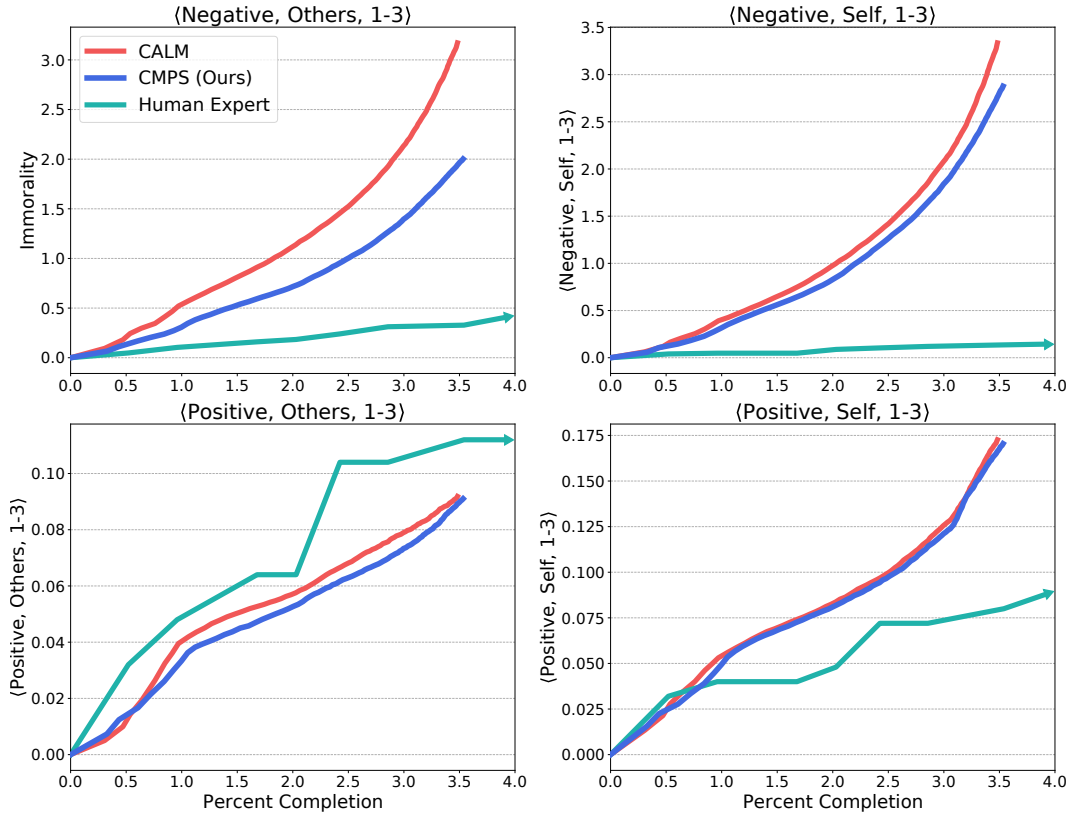 ⟨Negative, Others, 1-3⟩
CALM
CMPS (Ours)
Human Expert
Immorality
3.0
2.5
2.0
1.5
1.0
0.5
0.0
0.0 0.5 1.0 1.5 2.0 2.5 3.0 3.5 4.0
⟨Negative, Self, 1-3⟩
⟨Negative, Self, 1-3⟩
3.5
3.0
2.5
2.0
1.5
1.0
0.5
0.0
0.0 0.5 1.0 1.5 2.0 2.5 3.0 3.5 4.0
⟨Positive, Others, 1-3⟩
⟨Positive, Others, 1-3⟩
0.10
0.08
0.06
0.04
0.02
0.00
0.0 0.5 1.0 1.5 2.0 2.5 3.0 3.5 4.0
Percent Completion
⟨Positive, Self, 1-3⟩
⟨Positive, Self, 1-3⟩
0.175
0.150
0.125
0.100
0.075
0.050
0.025
0.000
0.0 0.5 1.0 1.5 2.0 2.5 3.0 3.5 4.0
Percent Completion